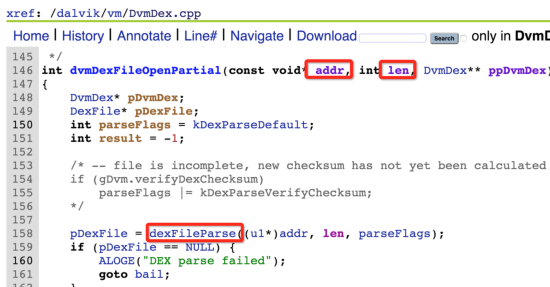 xref: /dalvik/vm/DvmDex.cpp
Home | History | Annotate | Line# | Navigate | Download Search only in DvmD
145 */
146 int dvmDexFileOpenPartial(const void* addr, int len, DvmDex** ppDvmDex)
147 {
148 DvmDex* pDvmDex;
149 DexFile* pDexFile;
150 int parseFlags = kDexParseDefault;
151 int result = -1;
152
153 /* -- file is incomplete, new checksum has not yet been calculated
154 if (gDvm.verifyDexChecksum)
155 parseFlags |= kDexParseVerifyChecksum;
156 */
157
158 pDexFile = dexFileParse((u1*)addr, len, parseFlags);
159 if (pDexFile == NULL) {
160 ALOGE("DEX parse failed");
161 goto bail;